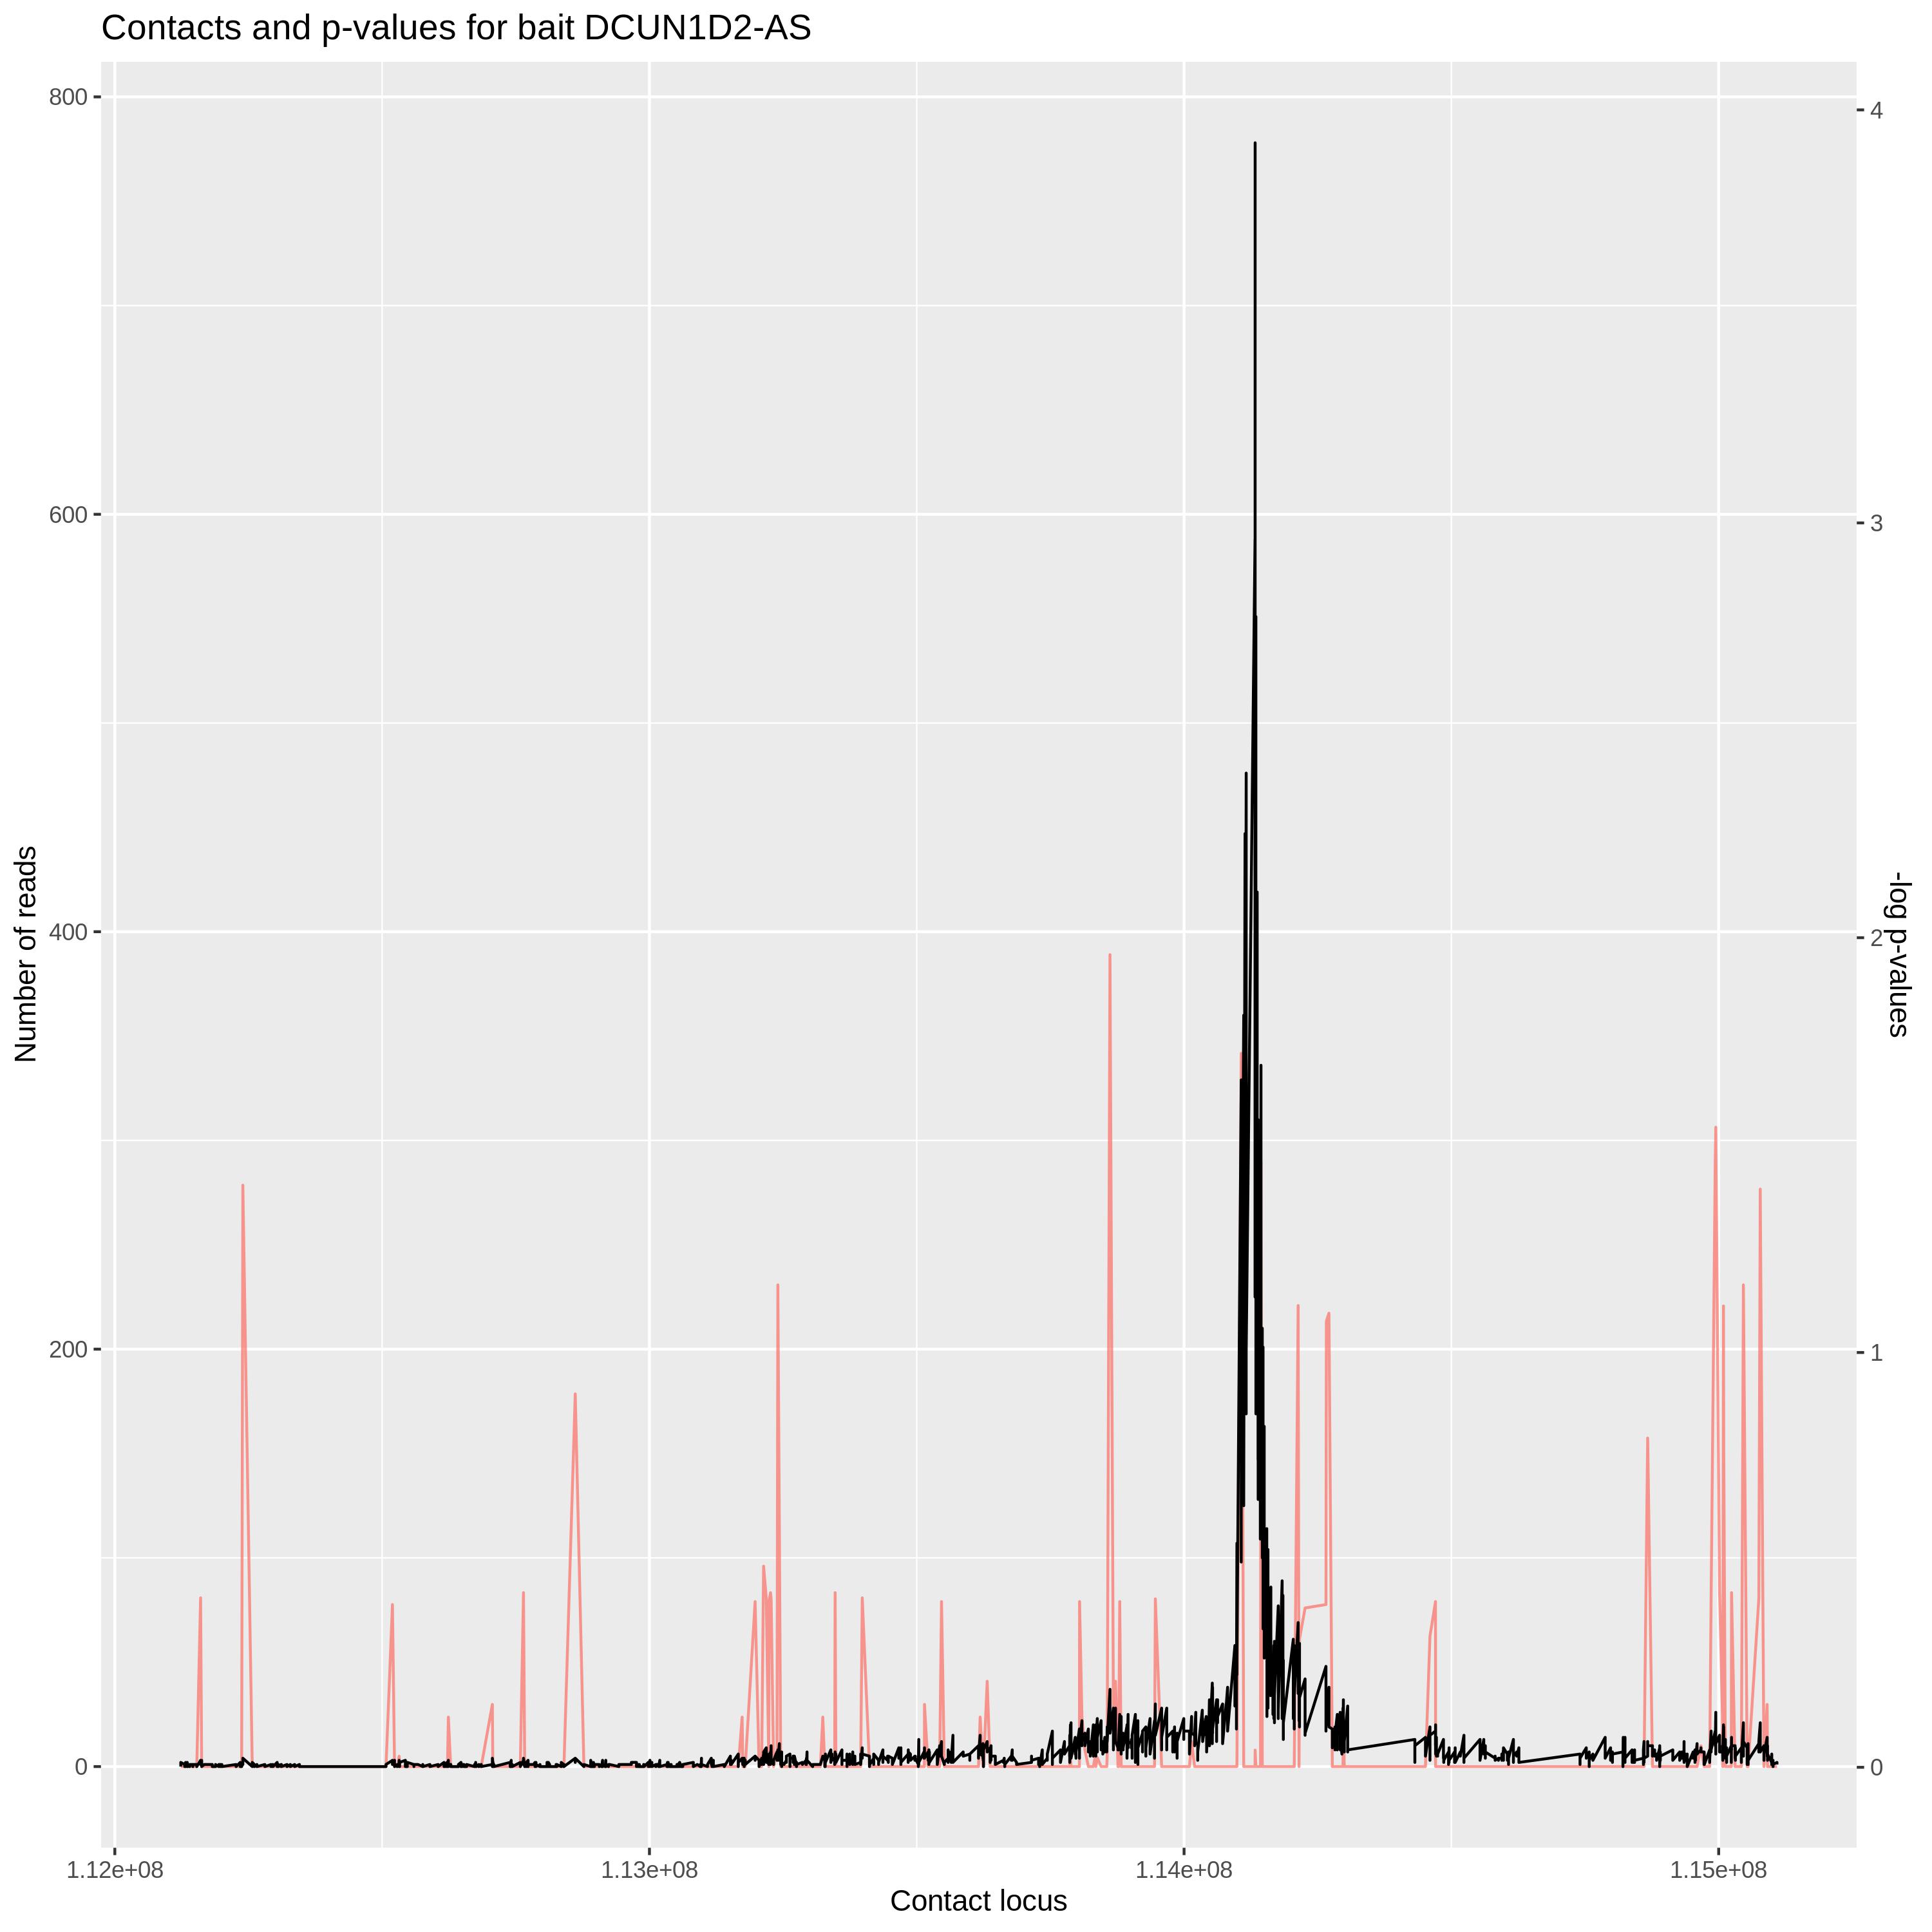 Contacts and p-values for bait DCUN1D2-AS
800
600
400
200
0
Number of reads
4
3
2
1
0
-log p-values
1.12e+08
1.13e+08
1.14e+08
1.15e+08
Contact locus